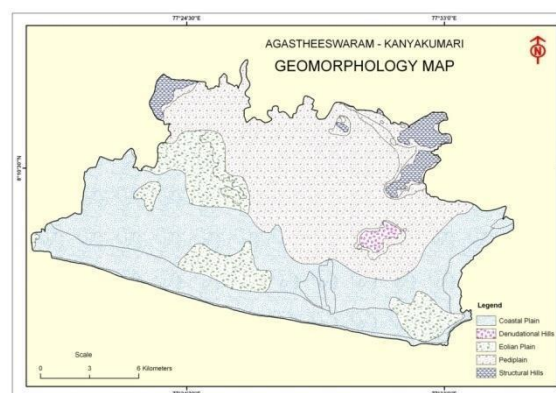 77°24'30"E
77°33'0"E
AGASTHEESWARAM - KANYAKUMARI
GEOMORPHOLOGY MAP
N
8°10'30"N
Legend
Coastal Plain
Denudational Hills
Eolian Plain
Pediplain
Structural Hills
Scale
0 3 6 Kilometers